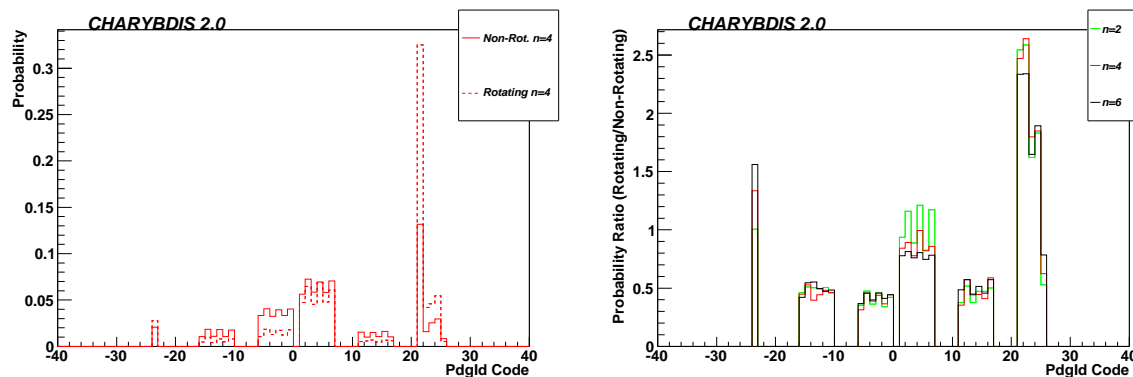 CHARYBDIS 2.0
Probability
Non-Rot. n=4
Rotating n=4
0.3
0.25
0.2
0.15
0.1
0.05
0
-40 -30 -20 -10 0 10 20 30 40
PdgId Code
CHARYBDIS 2.0
Probability Ratio (Rotating/Non-Rotating)
n=2
n=4
n=6
2.5
2
1.5
1
0.5
0
-40 -30 -20 -10 0 10 20 30 40
PdgId Code